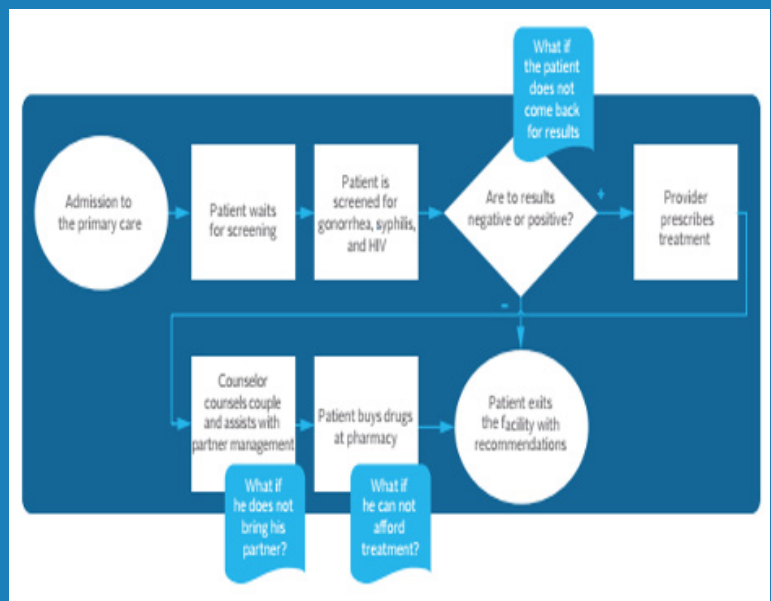 What if
the patient
does not
come back
for results
Admission to
the primary care
Patient waits
for screening
Patient is
screened for
gonorrhea, syphilis,
and HIV
Are to results
negative or positive?
+
Provider
prescribes
treatment
-
Counselor
counsels couple
and assists with
partner management
Patient buys drugs
at pharmacy
Patient exits
the facility with
recommendations
What if
he does not
bring his
partner?
What if
he can not
afford
treatment?